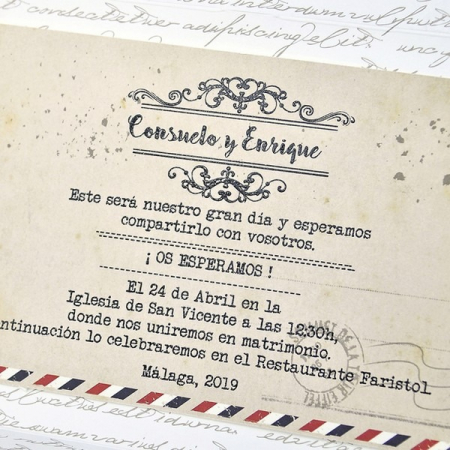 Consuelo y Enrique
Este será nuestro gran día y esperamos
compartirlo con vosotros.
¡ OS ESPERAMOS !
El 24 de Abril en la
Iglesia de San Vicente a las 12:30h,
donde nos uniremos en matrimonio.
ontinuación lo celebraremos en el Restaurante Faristol
Málaga, 2019